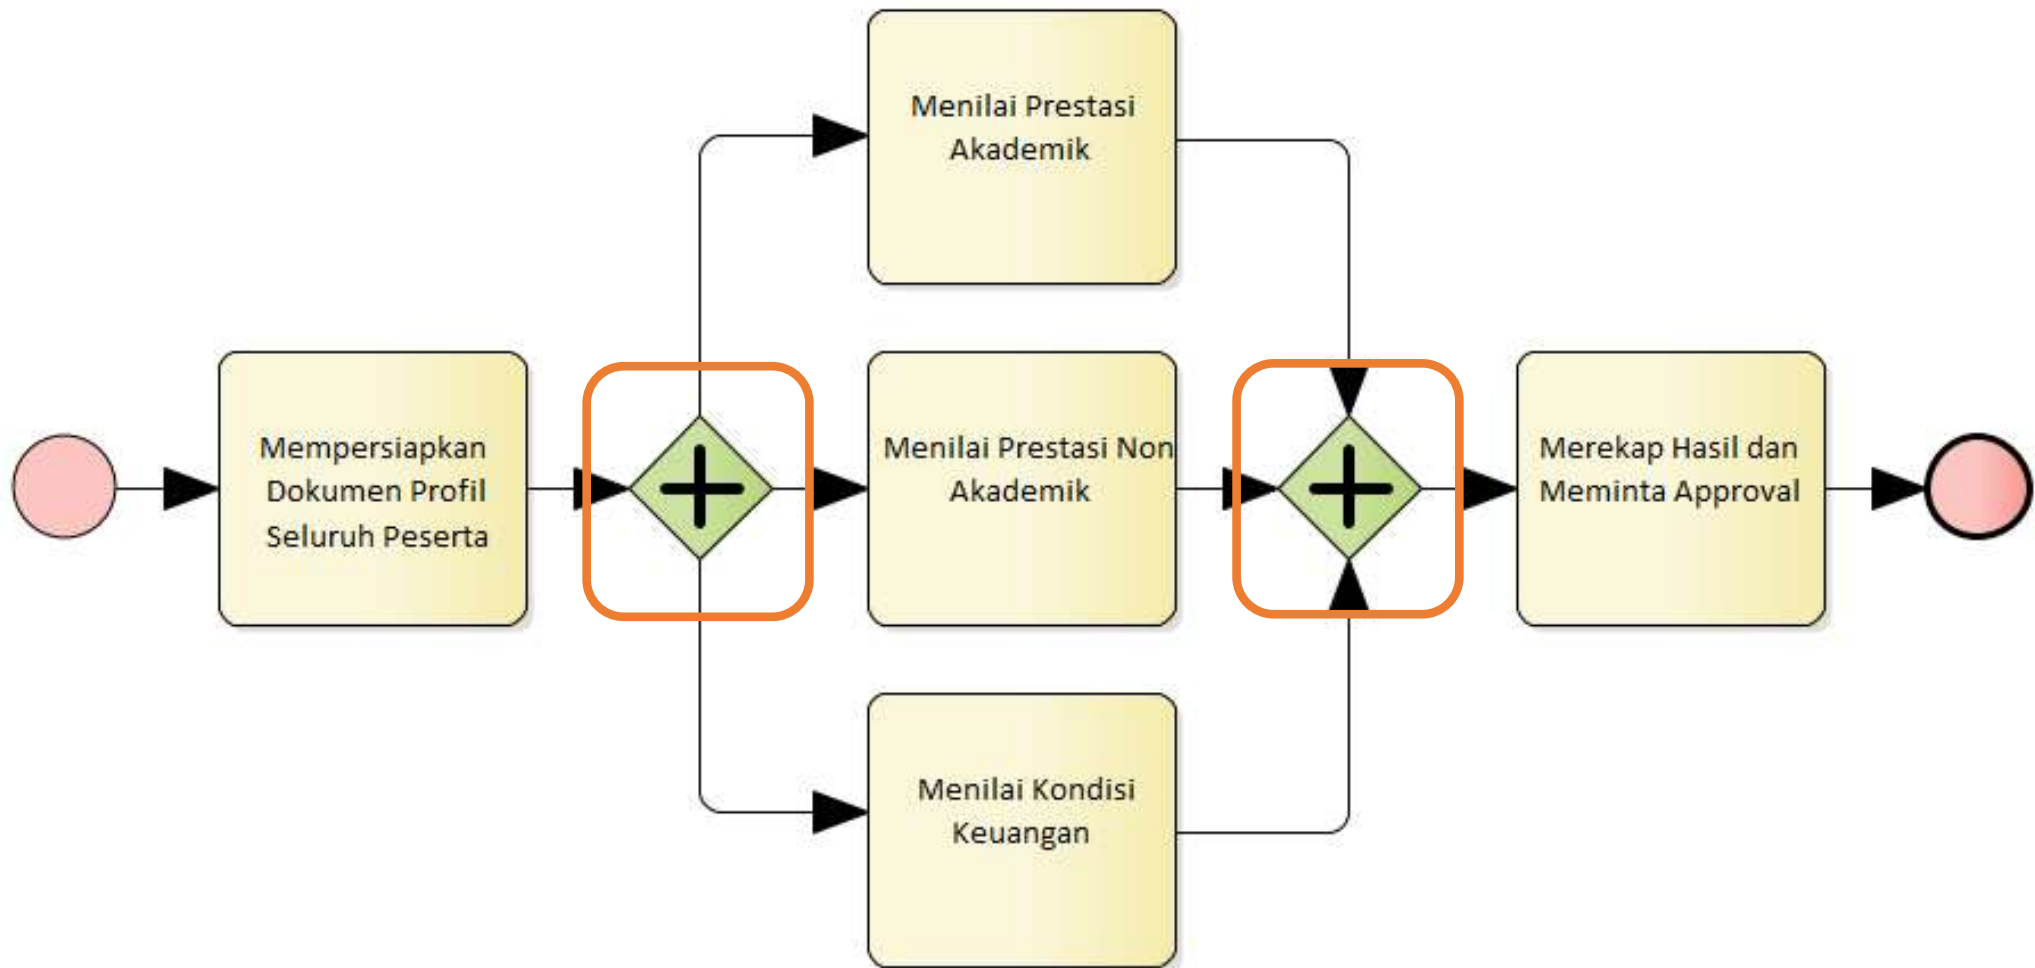 Mempersiapkan
Dokumen Profil
Seluruh Peserta
Menilai Prestasi
Akademik
Menilai Prestasi Non
Akademik
Menilai Kondisi
Keuangan
Merekap Hasil dan
Meminta Approval